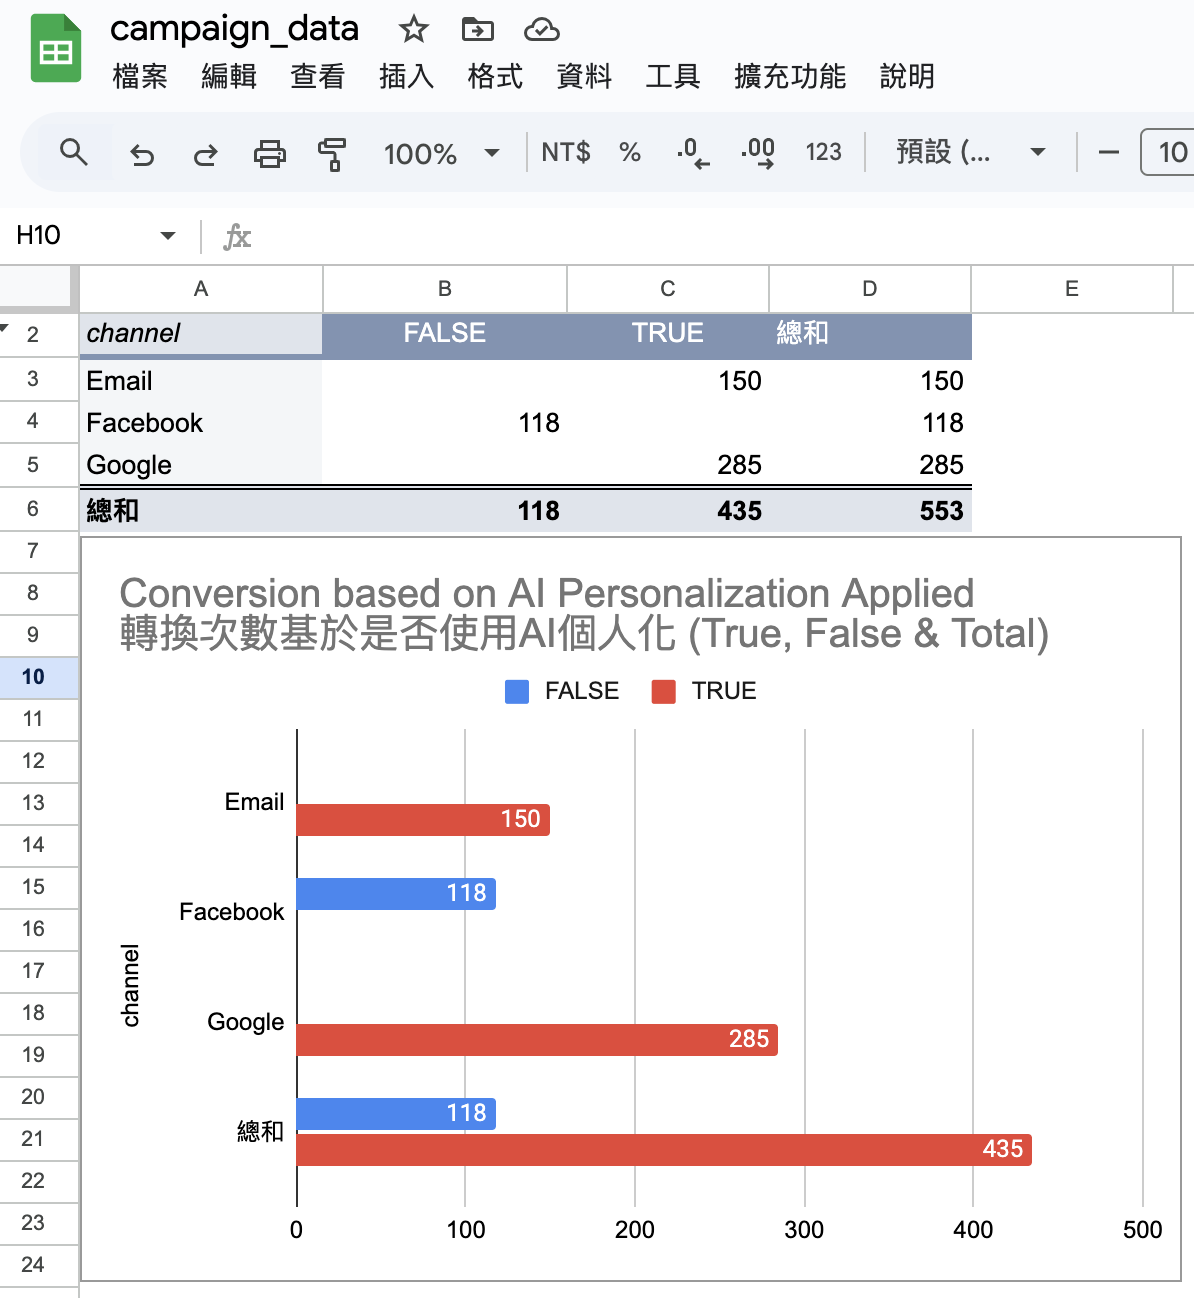 campaign_data
檔案 編輯 查看 插入 格式 資料 工具 擴充功能 說明
100% NT$ % .0 .00 123 預設 (... 10
H10 fx
A B C D E
2 channel FALSE TRUE 總和
3 Email 150 150
4 Facebook 118 118
5 Google 285 285
6 總和 118 435 553
7
8
9
10
11
12
13
14
15
16
17
18
19
20
21
22
23
24
Conversion based on AI Personalization Applied
轉換次數基於是否使用AI個人化 (True, False & Total)
FALSE TRUE
Email 150
Facebook 118
channel
Google 285
總和 118
435
0 100 200 300 400 500